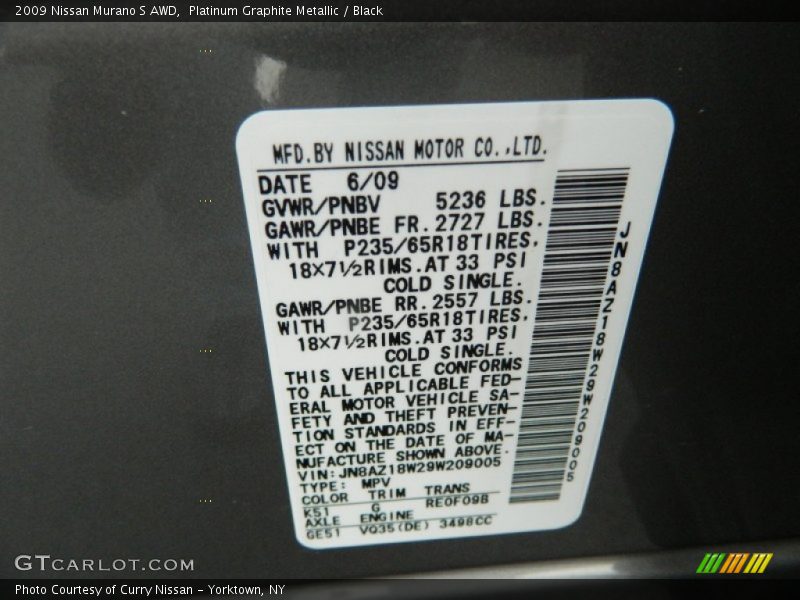 2009 Nissan Murano S AWD, Platinum Graphite Metallic / Black
MFD.BY NISSAN MOTOR CO.,LTD.
DATE 6/09
GVWR/PNBV 5236 LBS.
GAWR/PNBE FR. 2727 LBS.
WITH P235/65R18TIRES,
18X7½RIMS.AT 33 PSI
COLD SINGLE.
GAWR/PNBE RR. 2557 LBS.
WITH P235/65R18TIRES,
18X7½RIMS.AT 33 PSI
COLD SINGLE.
THIS VEHICLE CONFORMS
TO ALL APPLICABLE FED-
ERAL MOTOR VEHICLE SA-
FETY AND THEFT PREVEN-
TION STANDARDS IN EFF-
ECT ON THE DATE OF MA-
NUFACTURE SHOWN ABOVE.
VIN:JN8AZ18W29W209005
TYPE: MPV
COLOR TRIM TRANS
K51 G RE0F09B
AXLE ENGINE
GE51 VQ35(DE) 3498CC
JN8AZ18W29W209005
GTCARLOT.COM
Photo Courtesy of Curry Nissan - Yorktown, NY